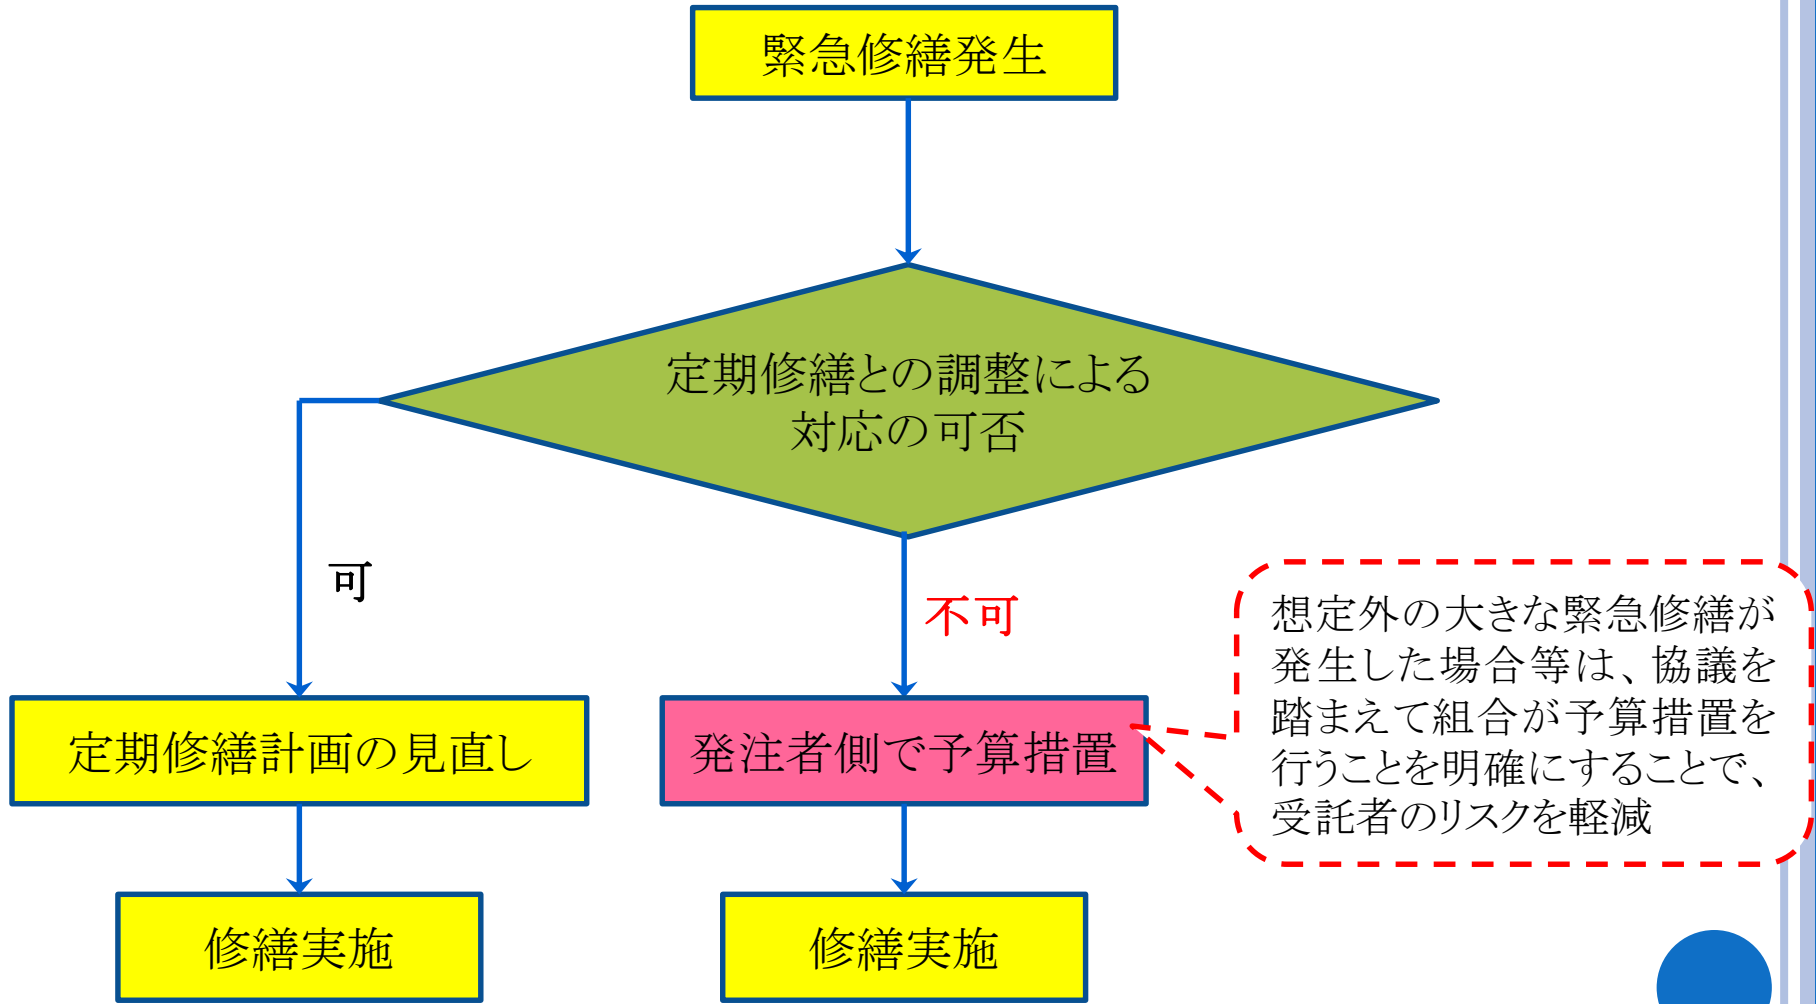 緊急修繕発生
定期修繕との調整による
対応の可否
可
不可
想定外の大きな緊急修繕が
発生した場合等は、協議を
踏まえて組合が予算措置を
行うことを明確にすることで、
受託者のリスクを軽減
定期修繕計画の見直し
発注者側で予算措置
修繕実施
修繕実施